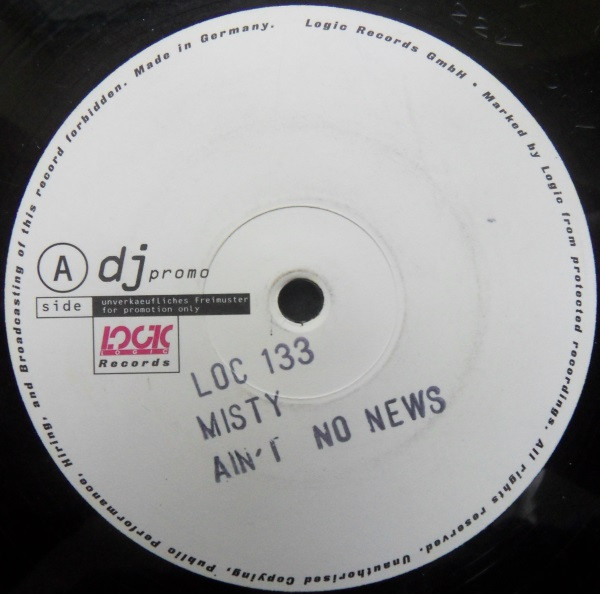 Logic Records GmbH • Marked by Logic from protected recordings. All rights reserved. Unauthorised Copying, Public Performance, Hiring, and Broadcasting of this record forbidden. Made in Germany.
A dj promo
side unverkaeufliches Freimuster
for promotion only
LOGIC
LOGIC
Records
LOC 133
MISTY
AIN'T NO NEWS